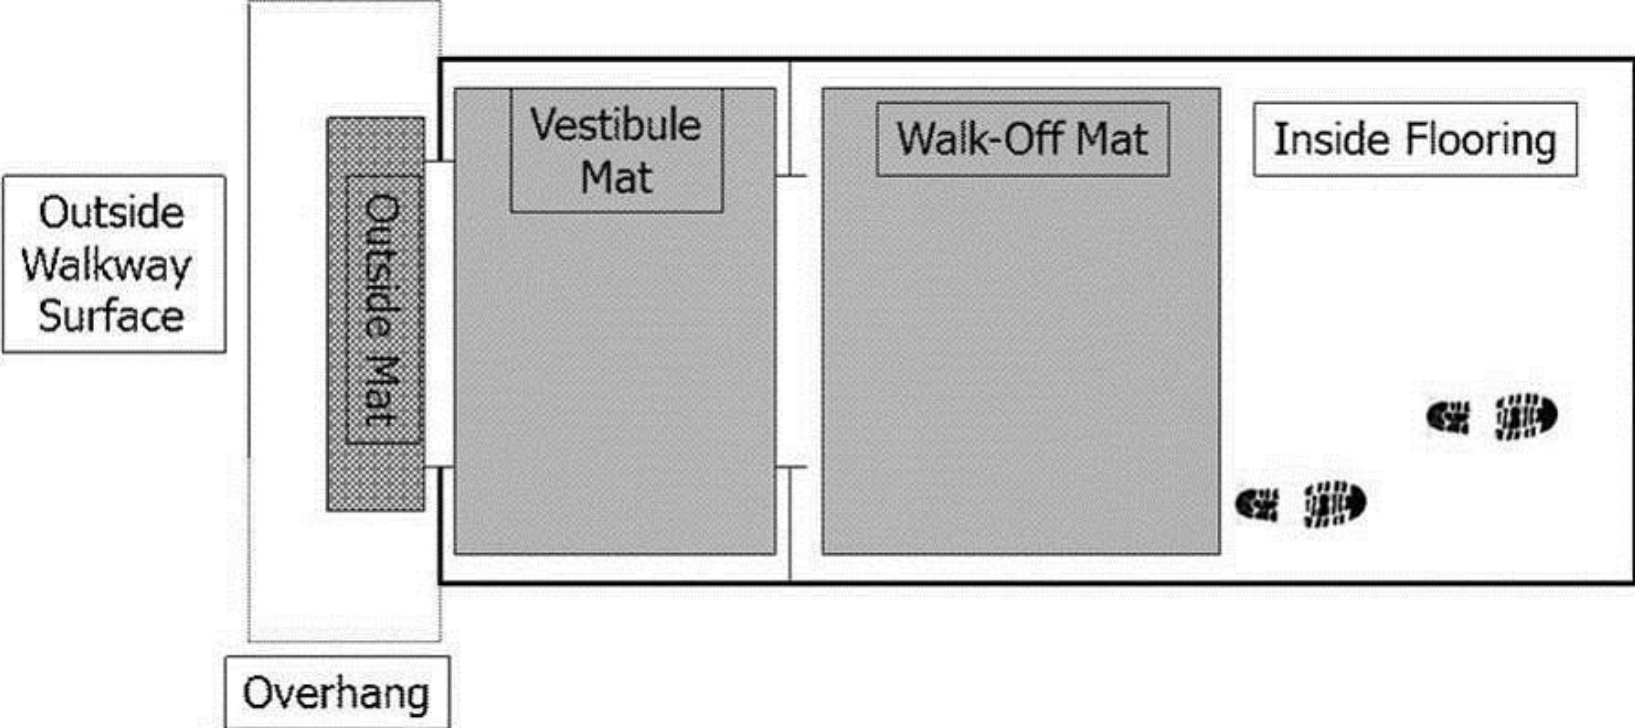 Outside
Walkway
Surface
Outside Mat
Vestibule
Mat
Walk-Off Mat
Inside Flooring
Overhang